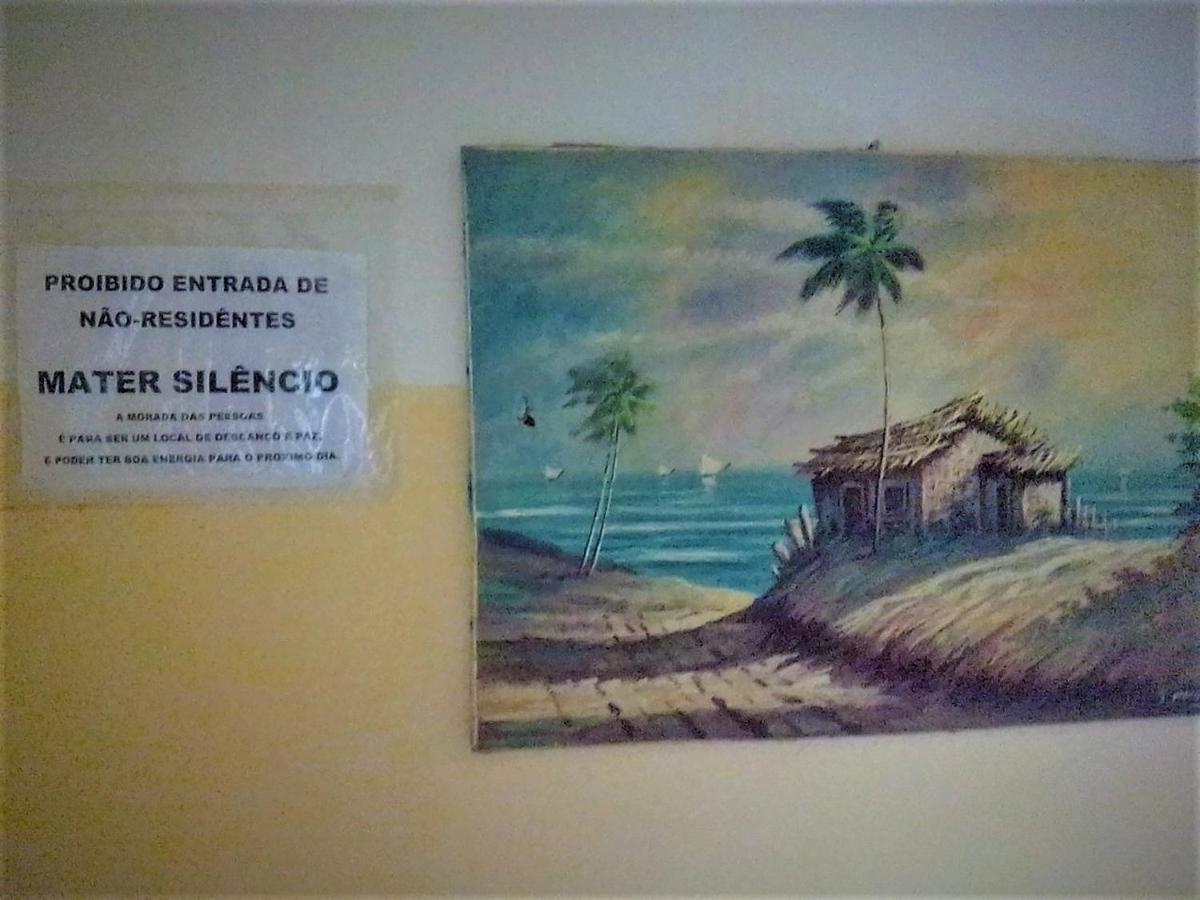 PROIBIDO ENTRADA DE
NÃO-RESIDÊNTES
MATER SILÊNCIO
A MORADA DAS PESSOAS
É PARA SER UM LOCAL DE DESCANÇO E PAZ.
E PODER TER BOA ENERGIA PARA O PROXIMO DIA.